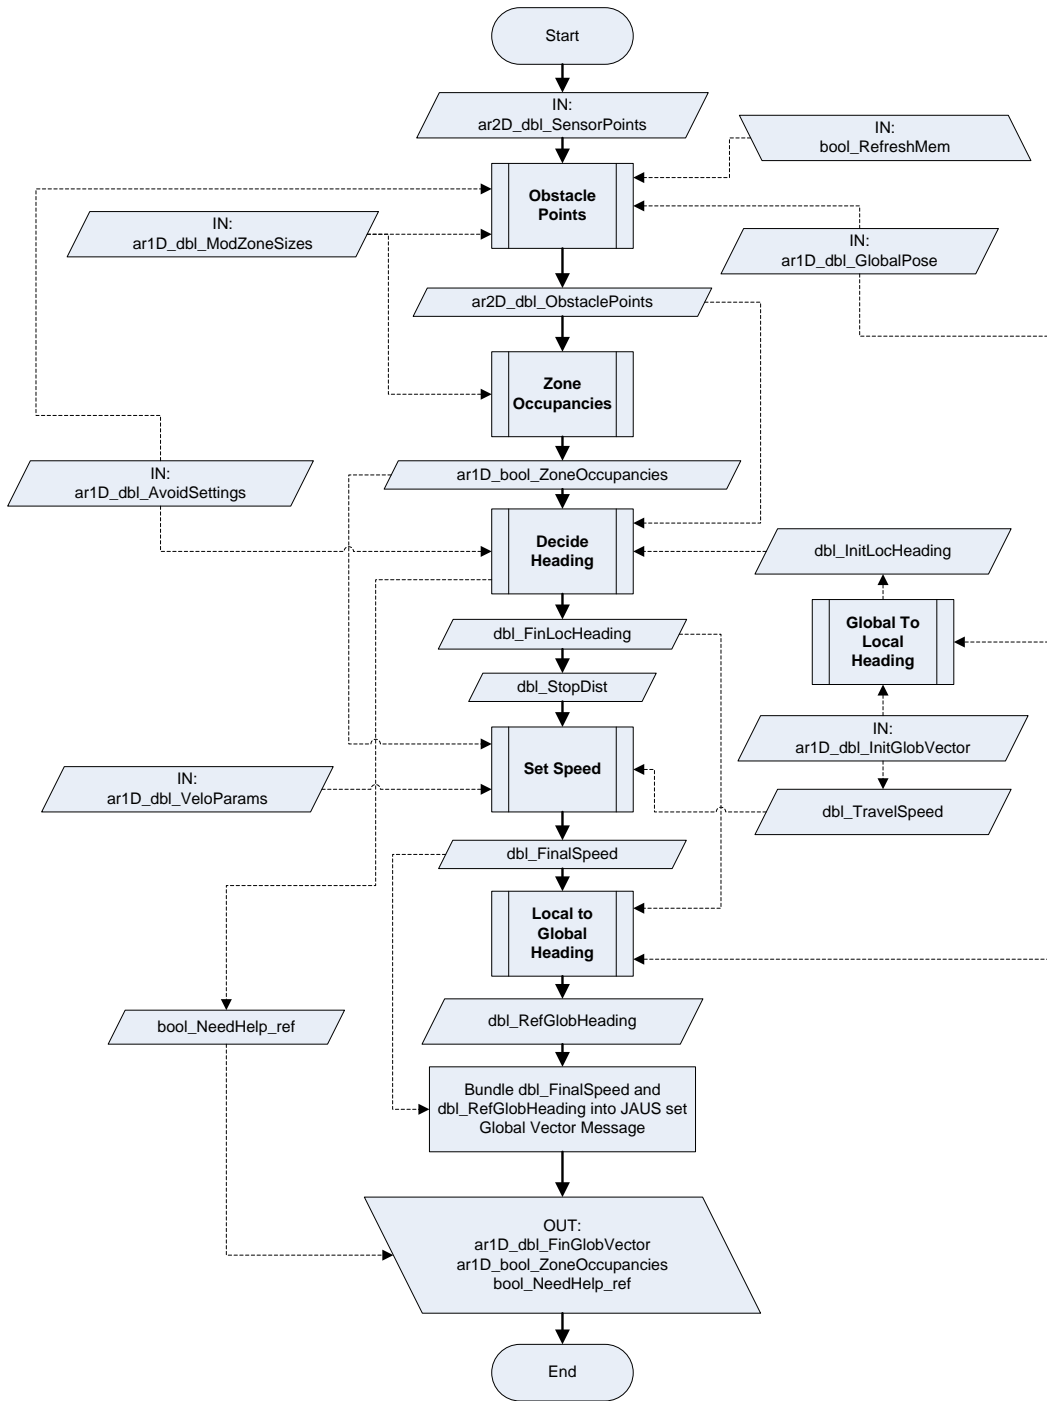 Start
IN:
ar2D_dbl_SensorPoints
IN:
bool_RefreshMem
Obstacle
Points
IN:
ar1D_dbl_ModZoneSizes
IN:
ar1D_dbl_GlobalPose
ar2D_dbl_ObstaclePoints
Zone
Occupancies
ar1D_bool_ZoneOccupancies
IN:
ar1D_dbl_AvoidSettings
Decide
Heading
dbl_InitLocHeading
Global To
Local
Heading
dbl_FinLocHeading
dbl_StopDist
IN:
ar1D_dbl_InitGlobVector
Set Speed
IN:
ar1D_dbl_VeloParams
dbl_TravelSpeed
dbl_FinalSpeed
Local to
Global
Heading
dbl_RefGlobHeading
bool_NeedHelp_ref
Bundle dbl_FinalSpeed and
dbl_RefGlobHeading into JAUS set
Global Vector Message
OUT:
ar1D_dbl_FinGlobVector
ar1D_bool_ZoneOccupancies
bool_NeedHelp_ref
End